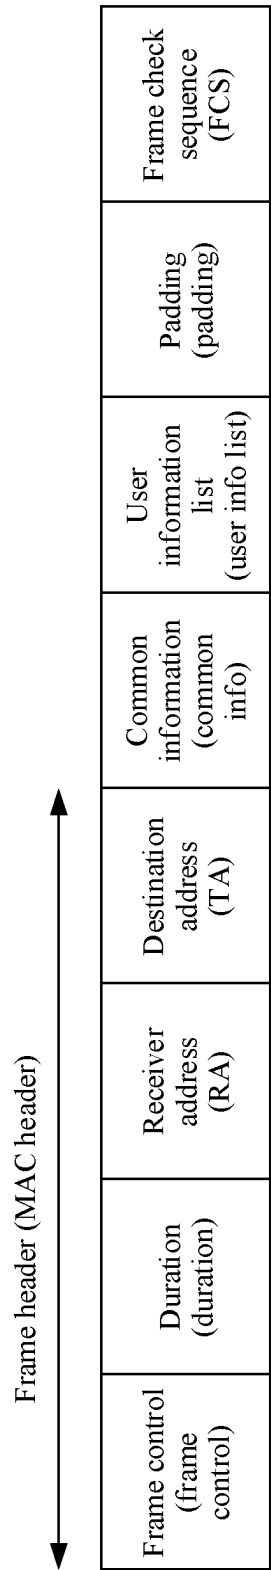 Frame header (MAC header)
Frame control
(frame
control)
Duration
(duration)
Receiver
address
(RA)
Destination
address
(TA)
Common
information
(common
info)
User
information
list
(user info list)
Padding
(padding)
Frame check
sequence
(FCS)